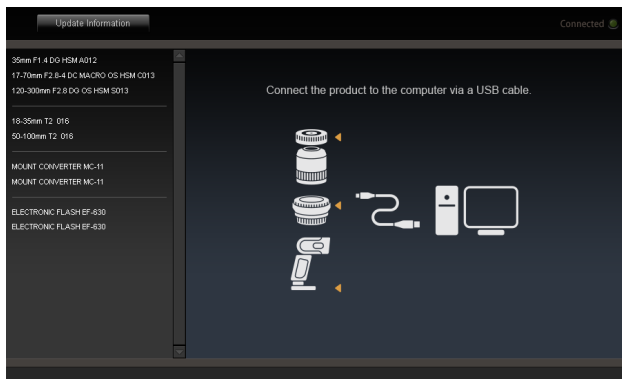 Update Information
Connected
35mm F1.4 DG HSM A012
17-70mm F2.8-4 DC MACRO OS HSM C013
120-300mm F2.8 DG OS HSM S013
18-35mm T2 016
50-100mm T2 016
MOUNT CONVERTER MC-11
MOUNT CONVERTER MC-11
ELECTRONIC FLASH EF-630
ELECTRONIC FLASH EF-630
Connect the product to the computer via a USB cable.